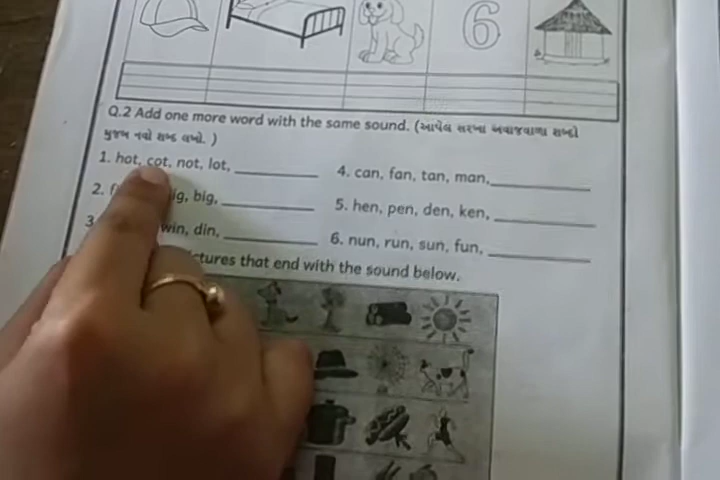 6
Q.2 Add one more word with the same sound. (આપેલ સરખા અવાજવાળા શબ્દો
મુજબ નવો શબ્દ લખો. )
1. hot, cot, not, lot, ________
2. ig, big, ________
3 win, din, ________
4. can, fan, tan, man, ________
5. hen, pen, den, ken, ________
6. nun, run, sun, fun, ________
ctures that end with the sound below.